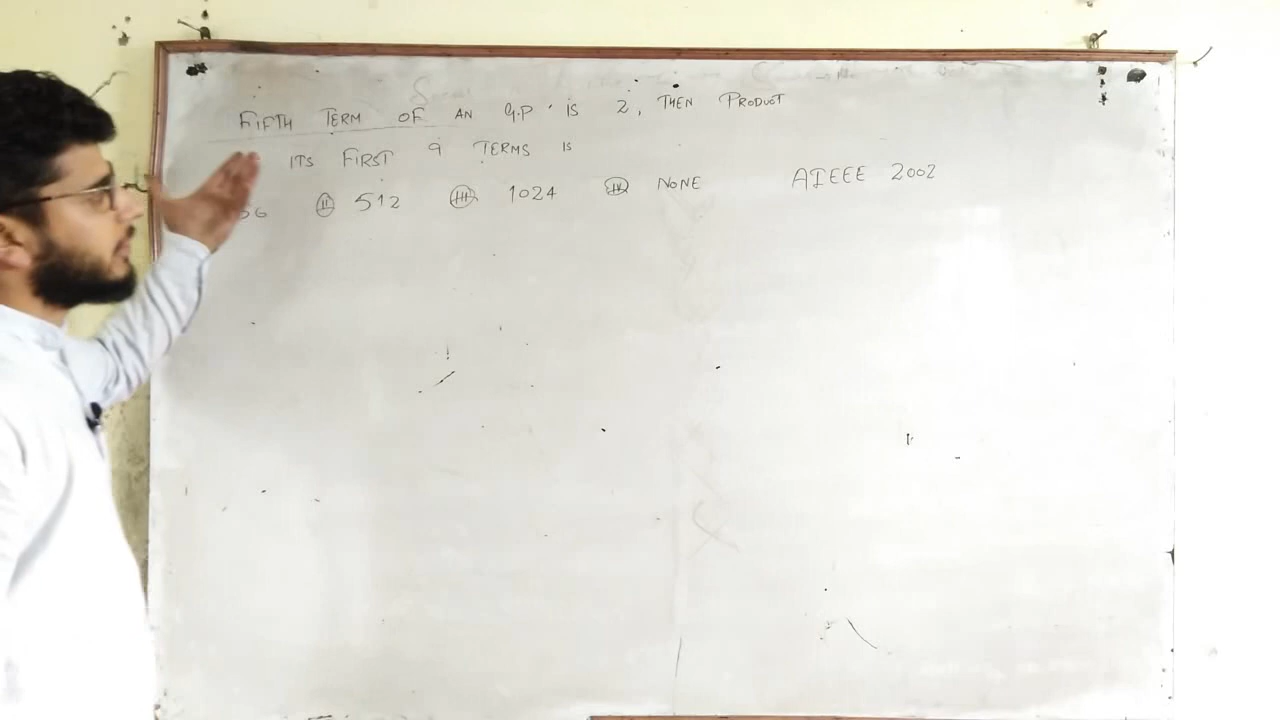 FIFTH TERM OF AN G.P. IS 2, THEN PRODUCT
ITS FIRST 9 TERMS IS
56 (II) 512 (III) 1024 (IV) NONE AIEEE 2002